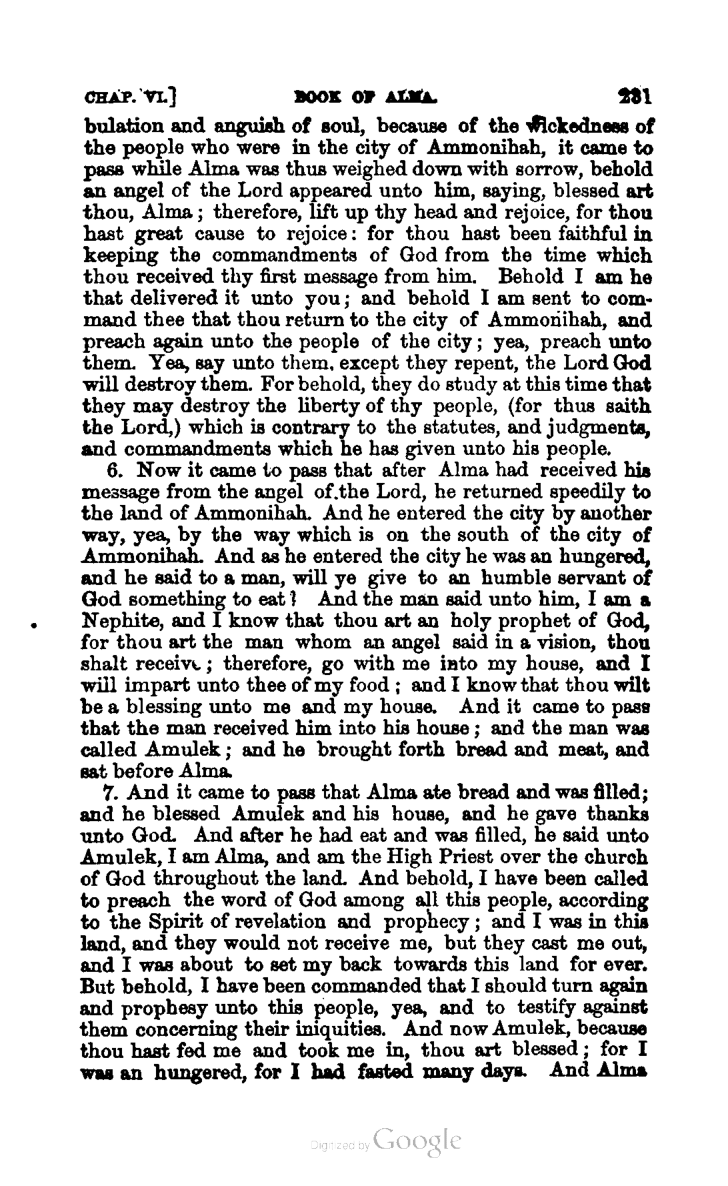 CHAP. VI.] BOOK OF ALMA. 231
bulation and anguish of soul, because of the wickedness of
the people who were in the city of Ammonihah, it came to
pass while Alma was thus weighed down with sorrow, behold
an angel of the Lord appeared unto him, saying, blessed art
thou, Alma; therefore, lift up thy head and rejoice, for thou
hast great cause to rejoice: for thou hast been faithful in
keeping the commandments of God from the time which
thou received thy first message from him. Behold I am he
that delivered it unto you; and behold I am sent to com-
mand thee that thou return to the city of Ammonihah, and
preach again unto the people of the city; yea, preach unto
them. Yea, say unto them, except they repent, the Lord God
will destroy them. For behold, they do study at this time that
they may destroy the liberty of thy people, (for thus saith
the Lord,) which is contrary to the statutes, and judgments,
and commandments which he has given unto his people.
6. Now it came to pass that after Alma had received his
message from the angel of the Lord, he returned speedily to
the land of Ammonihah. And he entered the city by another
way, yea, by the way which is on the south of the city of
Ammonihah. And as he entered the city he was an hungered,
and he said to a man, will ye give to an humble servant of
God something to eat? And the man said unto him, I am a
Nephite, and I know that thou art an holy prophet of God,
for thou art the man whom an angel said in a vision, thou
shalt receive; therefore, go with me into my house, and I
will impart unto thee of my food; and I know that thou wilt
be a blessing unto me and my house. And it came to pass
that the man received him into his house; and the man was
called Amulek; and he brought forth bread and meat, and
sat before Alma.
7. And it came to pass that Alma ate bread and was filled;
and he blessed Amulek and his house, and he gave thanks
unto God. And after he had eat and was filled, he said unto
Amulek, I am Alma, and am the High Priest over the church
of God throughout the land. And behold, I have been called
to preach the word of God among all this people, according
to the Spirit of revelation and prophecy; and I was in this
land, and they would not receive me, but they cast me out,
and I was about to set my back towards this land for ever.
But behold, I have been commanded that I should turn again
and prophesy unto this people, yea, and to testify against
them concerning their iniquities. And now Amulek, because
thou hast fed me and took me in, thou art blessed; for I
was an hungered, for I had fasted many days. And Alma
Digitized by Google